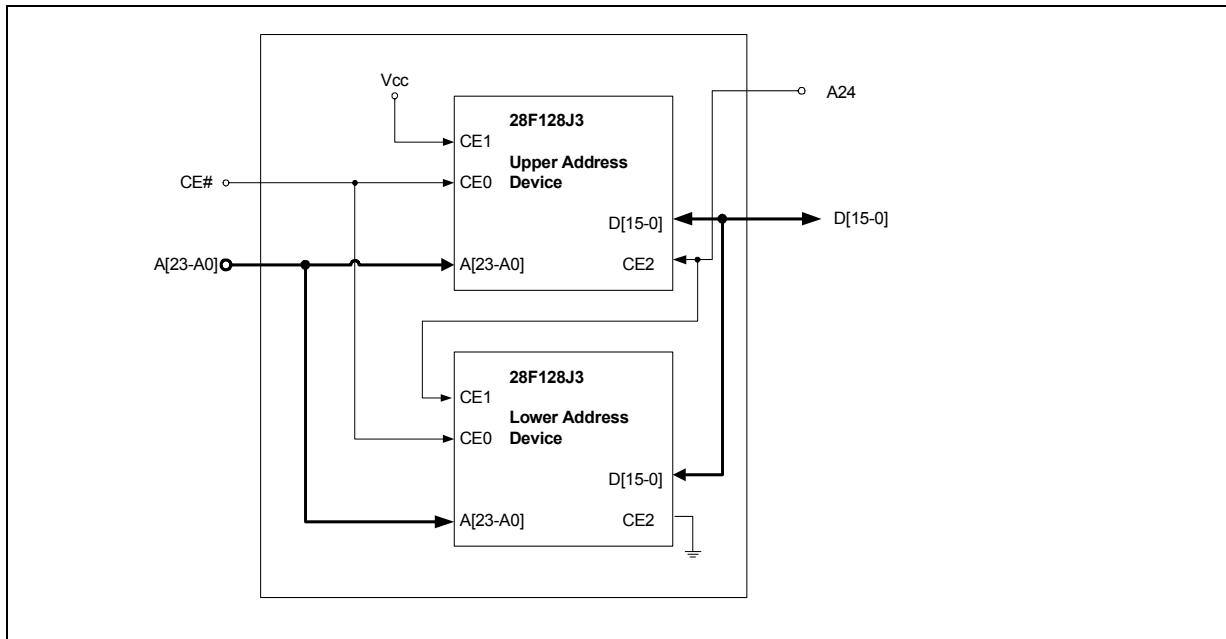 Vcc
A24
28F128J3
CE1
Upper Address
Device
CE#
CE0
D[15-0]
D[15-0]
A[23-A0]
A[23-A0]
CE2
28F128J3
CE1
Lower Address
Device
CE0
D[15-0]
A[23-A0]
CE2